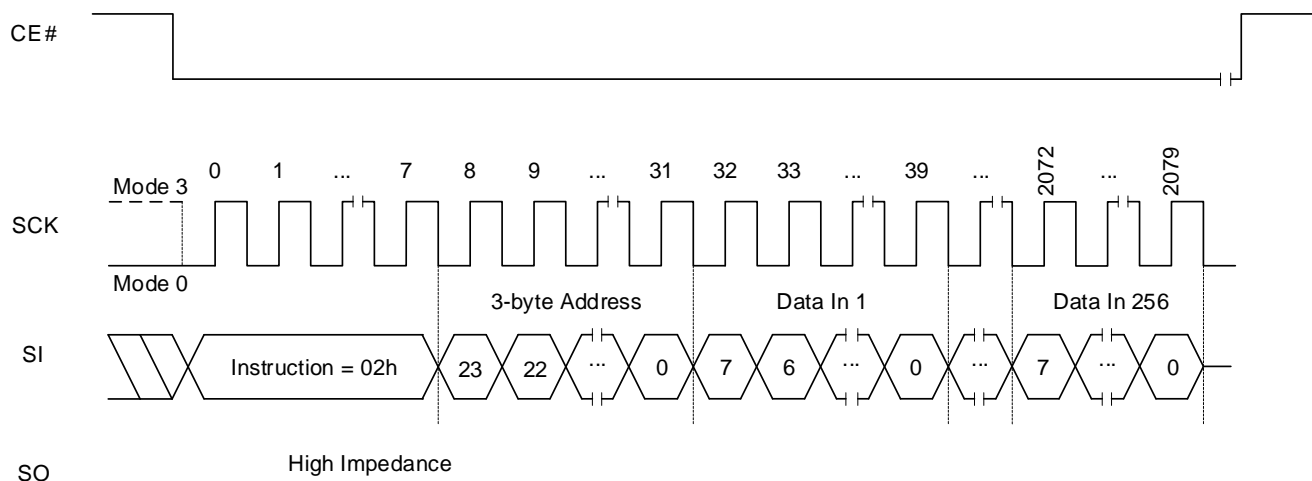 CE#
0 1 ... 7 8 9 ... 31 32 33 ... 39 ... 2072 ... 2079
Mode 3
SCK
Mode 0
3-byte Address Data In 1 Data In 256
SI Instruction = 02h 23 22 ... 0 7 6 ... 0 ... 7 ... 0
High Impedance
SO